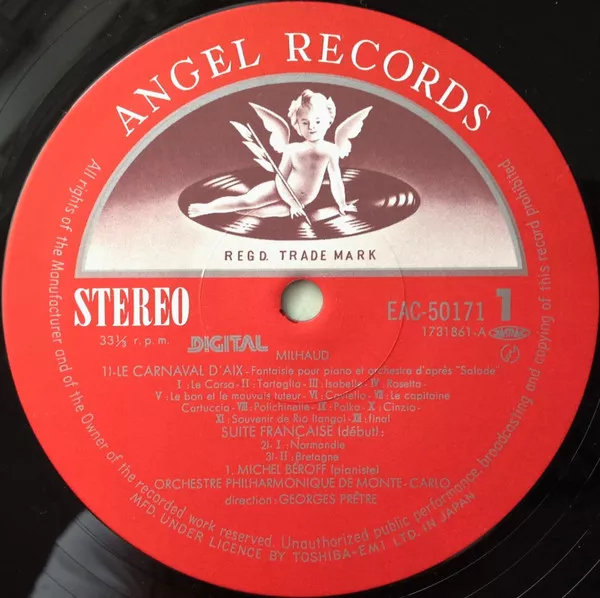 ANGEL RECORDS
REGD. TRADE MARK
STEREO
33⅓ r.p.m.
DIGITAL
EAC-50171 1
1731861-A
MILHAUD
1)-LE CARNAVAL D'AIX - Fantaisie pour piano et orchestre d'après "Salade"
I : Le Corso - II : Tartaglia - III : Isabelle - IV : Rosetta -
V : Le bon et le mauvais tuteur - VI : Coviello - VII : Le capitaine
Cartuccia - VIII : Polichinelle - IX : Polka - X : Cinzio -
XI : Souvenir de Rio (tango) - XII : final
SUITE FRANÇAISE (début) :
2)- I : Normandie
3)- II : Bretagne
1. MICHEL BÉROFF (pianiste)
ORCHESTRE PHILHARMONIQUE DE MONTE-CARLO
direction : GEORGES PRÊTRE
All rights of the Manufacturer and of the Owner of the recorded work reserved. Unauthorized public performance, broadcasting and copying of this record prohibited
MFD. UNDER LICENCE BY TOSHIBA-EMI LTD. IN JAPAN